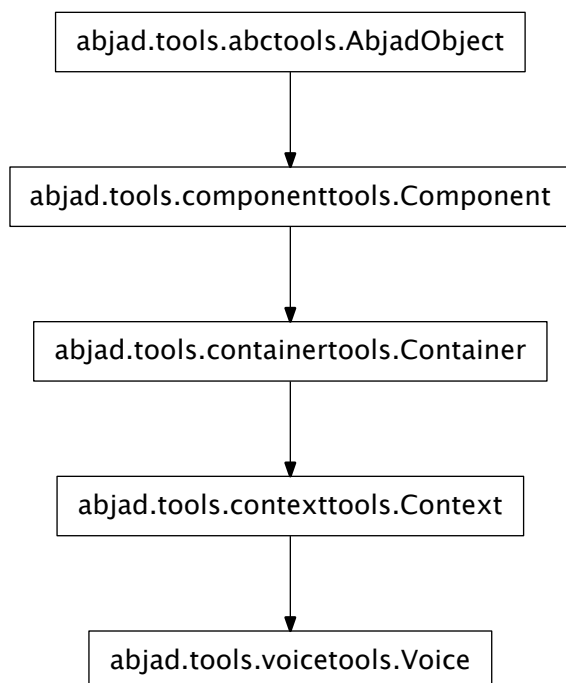 abjad.tools.abctools.AbjadObject
abjad.tools.componenttools.Component
abjad.tools.containertools.Container
abjad.tools.contexttools.Context
abjad.tools.voicetools.Voice